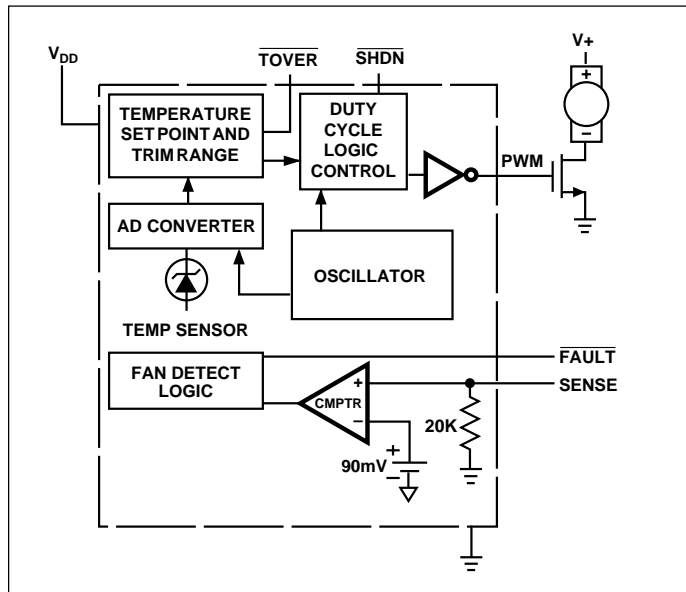 V_DD
TOVER
SHDN
V+
+
−
TEMPERATURE
SET POINT AND
TRIM RANGE
DUTY
CYCLE
LOGIC
CONTROL
PWM
AD CONVERTER
OSCILLATOR
TEMP SENSOR
FAN DETECT
LOGIC
FAULT
SENSE
+
CMPTR
−
20K
+
90mV
−